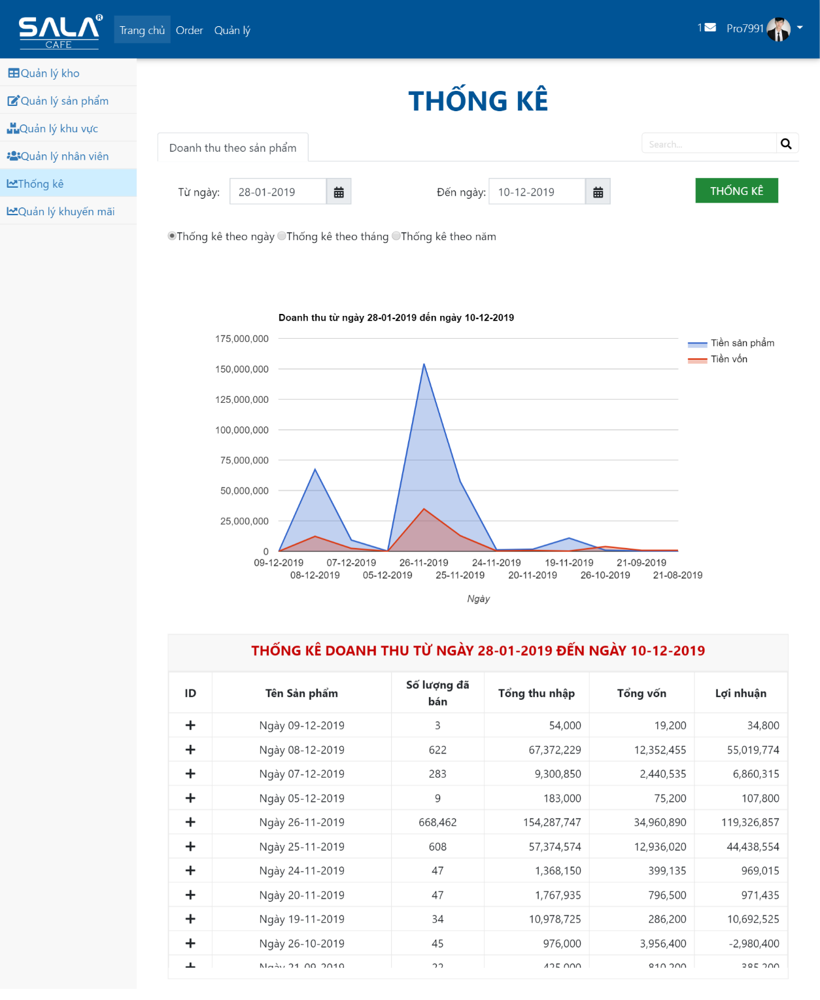 SALA®
CAFE
Trang chủ Order Quản lý
1 Pro7991
Quản lý kho
Quản lý sản phẩm
Quản lý khu vực
Quản lý nhân viên
Thống kê
Quản lý khuyến mãi
THỐNG KÊ
Doanh thu theo sản phẩm
Search...
Từ ngày: 28-01-2019 Đến ngày: 10-12-2019 THỐNG KÊ
Thống kê theo ngày Thống kê theo tháng Thống kê theo năm
Doanh thu từ ngày 28-01-2019 đến ngày 10-12-2019
175,000,000
150,000,000
125,000,000
100,000,000
75,000,000
50,000,000
25,000,000
0
Tiền sản phẩm
Tiền vốn
09-12-2019 07-12-2019 26-11-2019 24-11-2019 19-11-2019 21-09-2019
08-12-2019 05-12-2019 25-11-2019 20-11-2019 26-10-2019 21-08-2019
Ngày
THỐNG KÊ DOANH THU TỪ NGÀY 28-01-2019 ĐẾN NGÀY 10-12-2019
ID Tên Sản phẩm Số lượng đã bán Tổng thu nhập Tổng vốn Lợi nhuận
Ngày 09-12-2019 3 54,000 19,200 34,800
Ngày 08-12-2019 622 67,372,229 12,352,455 55,019,774
Ngày 07-12-2019 283 9,300,850 2,440,535 6,860,315
Ngày 05-12-2019 9 183,000 75,200 107,800
Ngày 26-11-2019 668,462 154,287,747 34,960,890 119,326,857
Ngày 25-11-2019 608 57,374,574 12,936,020 44,438,554
Ngày 24-11-2019 47 1,368,150 399,135 969,015
Ngày 20-11-2019 47 1,767,935 796,500 971,435
Ngày 19-11-2019 34 10,978,725 286,200 10,692,525
Ngày 26-10-2019 45 976,000 3,956,400 -2,980,400
Ngày 21-09-2019 22 425,000 810,200 385,200